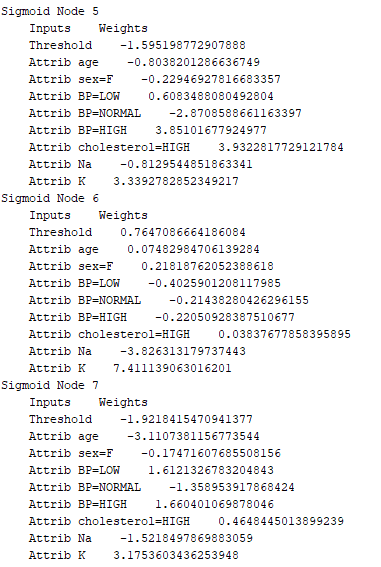 Sigmoid Node 5
    Inputs    Weights
    Threshold    -1.595198772907888
    Attrib age    -0.8038201286636749
    Attrib sex=F    -0.22946927816683357
    Attrib BP=LOW    0.6083488080492804
    Attrib BP=NORMAL    -2.8708588661163397
    Attrib BP=HIGH    3.85101677924977
    Attrib cholesterol=HIGH    3.9322817729121784
    Attrib Na    -0.8129544851863341
    Attrib K    3.3392782852349217
Sigmoid Node 6
    Inputs    Weights
    Threshold    0.7647086664186084
    Attrib age    0.07482984706139284
    Attrib sex=F    0.21818762052388618
    Attrib BP=LOW    -0.4025901208117985
    Attrib BP=NORMAL    -0.21438280426296155
    Attrib BP=HIGH    -0.22050928387510677
    Attrib cholesterol=HIGH    0.03837677858395895
    Attrib Na    -3.826313179737443
    Attrib K    7.411139063016201
Sigmoid Node 7
    Inputs    Weights
    Threshold    -1.9218415470941377
    Attrib age    -3.1107381156773544
    Attrib sex=F    -0.17471607685508156
    Attrib BP=LOW    1.6121326783204843
    Attrib BP=NORMAL    -1.358953917868424
    Attrib BP=HIGH    1.660401069878046
    Attrib cholesterol=HIGH    0.4648445013899239
    Attrib Na    -1.5218497869883059
    Attrib K    3.1753603436253948